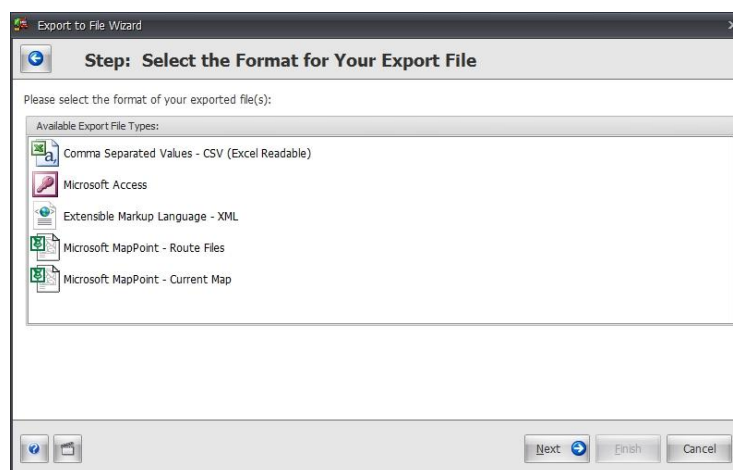 Export to File Wizard
Step: Select the Format for Your Export File
Please select the format of your exported file(s):
Available Export File Types:
Comma Separated Values - CSV (Excel Readable)
Microsoft Access
Extensible Markup Language - XML
Microsoft MapPoint - Route Files
Microsoft MapPoint - Current Map
Next Finish Cancel